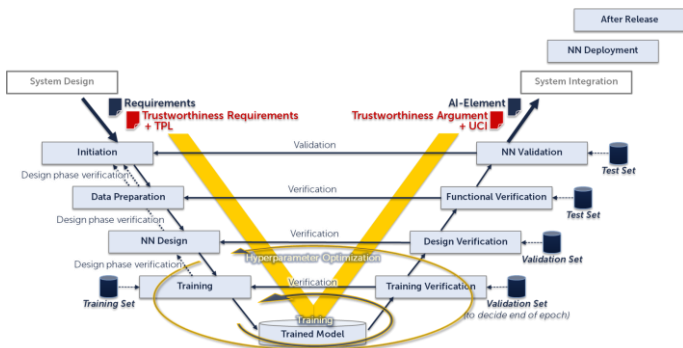 After Release
NN Deployment
System Design
System Integration
Requirements
Trustworthiness Requirements
+ TPL
AI-Element
Trustworthiness Argument
+ UCI
Initiation
Validation
NN Validation
Design phase verification
Test Set
Data Preparation
Verification
Functional Verification
Design phase verification
Test Set
NN Design
Verification
Design Verification
Hyperparameter Optimization
Validation Set
Design phase verification
Training
Verification
Training Verification
Training Set
Validation Set
(to decide end of epoch)
Training
Trained Model